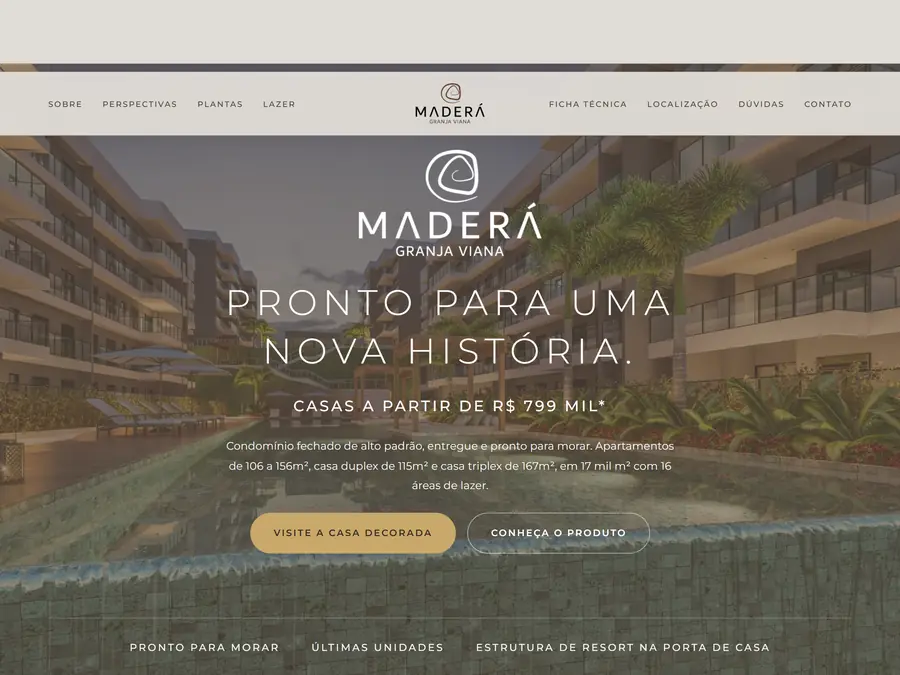 SOBRE PERSPECTIVAS PLANTAS LAZER
MADERÁ
GRANJA VIANA
FICHA TÉCNICA LOCALIZAÇÃO DÚVIDAS CONTATO
MADERÁ
GRANJA VIANA
PRONTO PARA UMA
NOVA HISTÓRIA.
CASAS A PARTIR DE R$ 799 MIL*
Condomínio fechado de alto padrão, entregue e pronto para morar. Apartamentos
de 106 a 156m², casa duplex de 115m² e casa triplex de 167m², em 17 mil m² com 16
áreas de lazer.
VISITE A CASA DECORADA
CONHEÇA O PRODUTO
PRONTO PARA MORAR ÚLTIMAS UNIDADES ESTRUTURA DE RESORT NA PORTA DE CASA